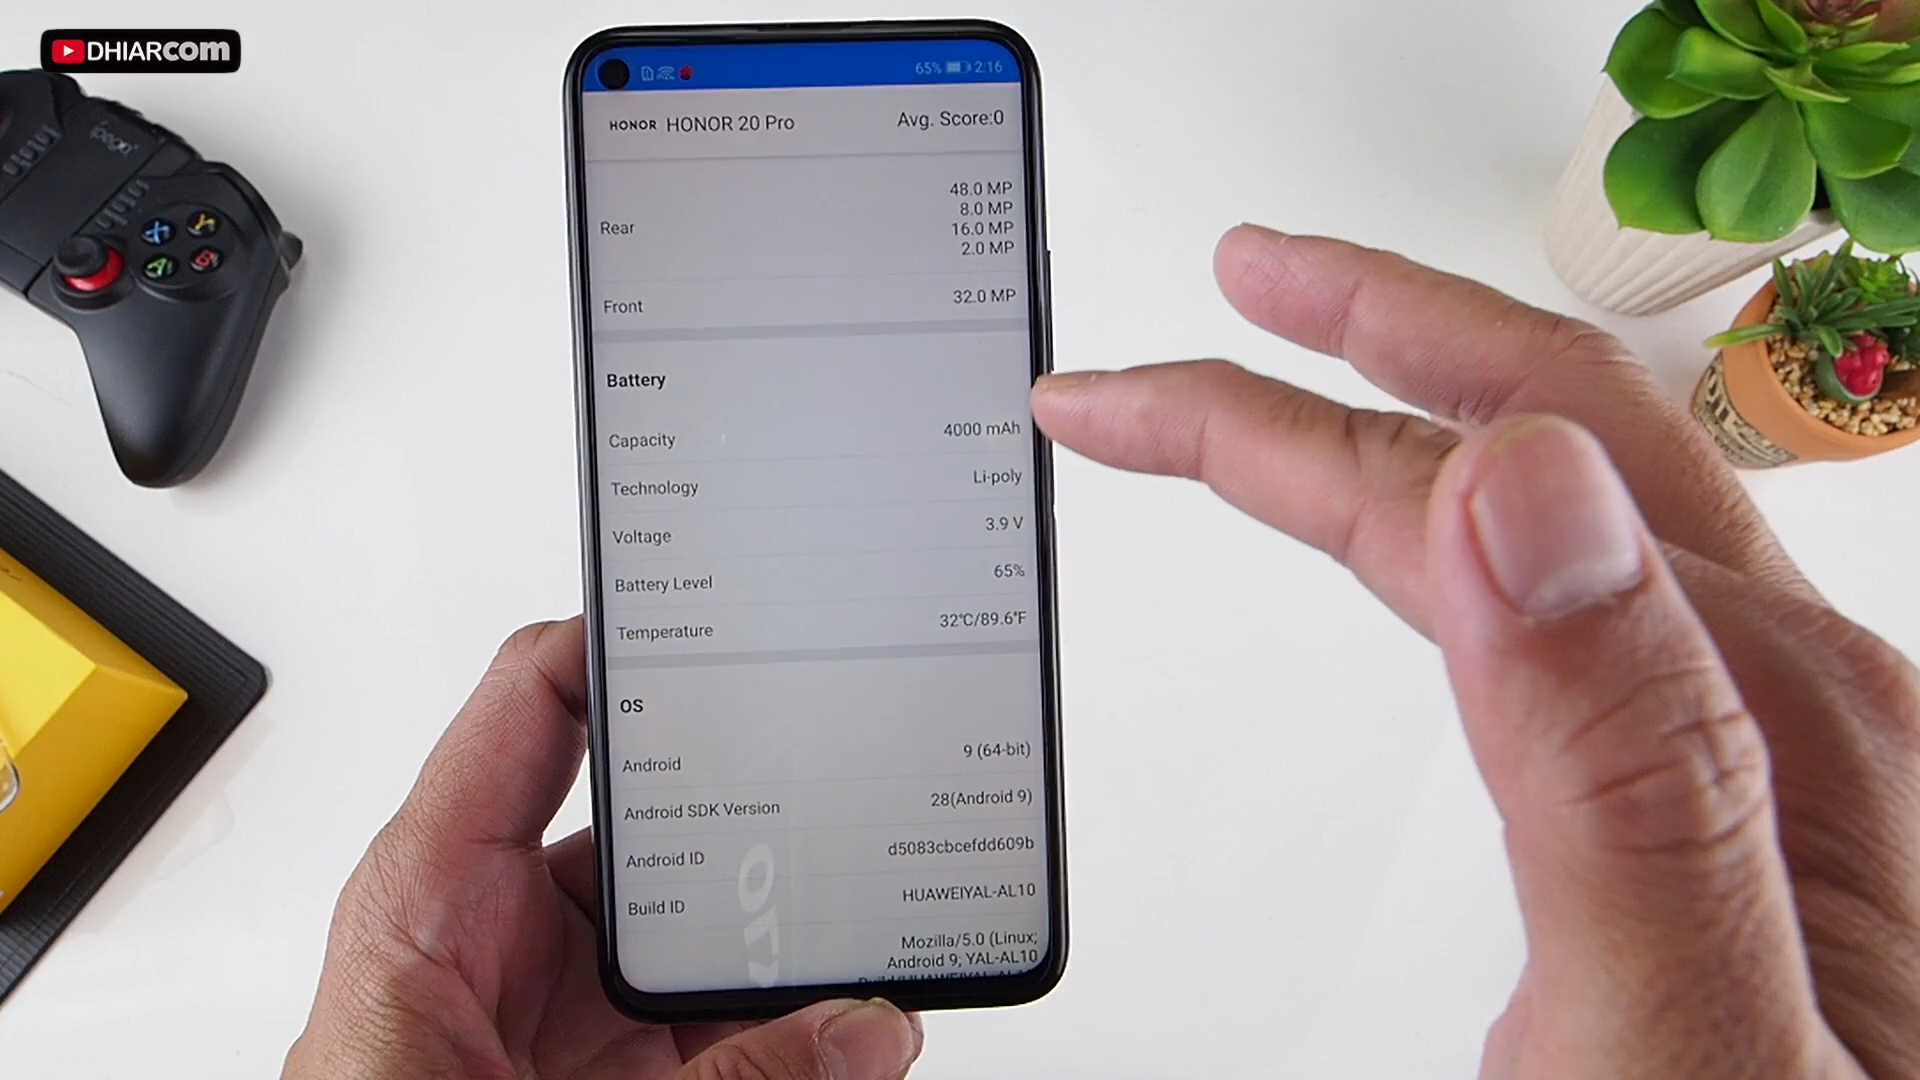 DHIARCOM
65% 2:16
HONOR HONOR 20 Pro Avg. Score:0
Rear
48.0 MP
8.0 MP
16.0 MP
2.0 MP
Front 32.0 MP
Battery
Capacity 4000 mAh
Technology Li-poly
Voltage 3.9 V
Battery Level 65%
Temperature 32℃/89.6℉
OS
Android 9 (64-bit)
Android SDK Version 28(Android 9)
Android ID d5083cbcefdd609b
Build ID HUAWEIYAL-AL10
Mozilla/5.0 (Linux;
Android 9; YAL-AL10
ipega
X
Y
A
B